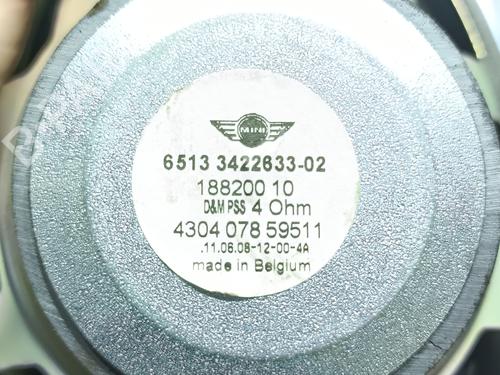 MINI
6513 3422633-02
188200 10
D&M PSS 4 Ohm
4304 078 59511
.11.06.08-12-00-4A
made in Belgium